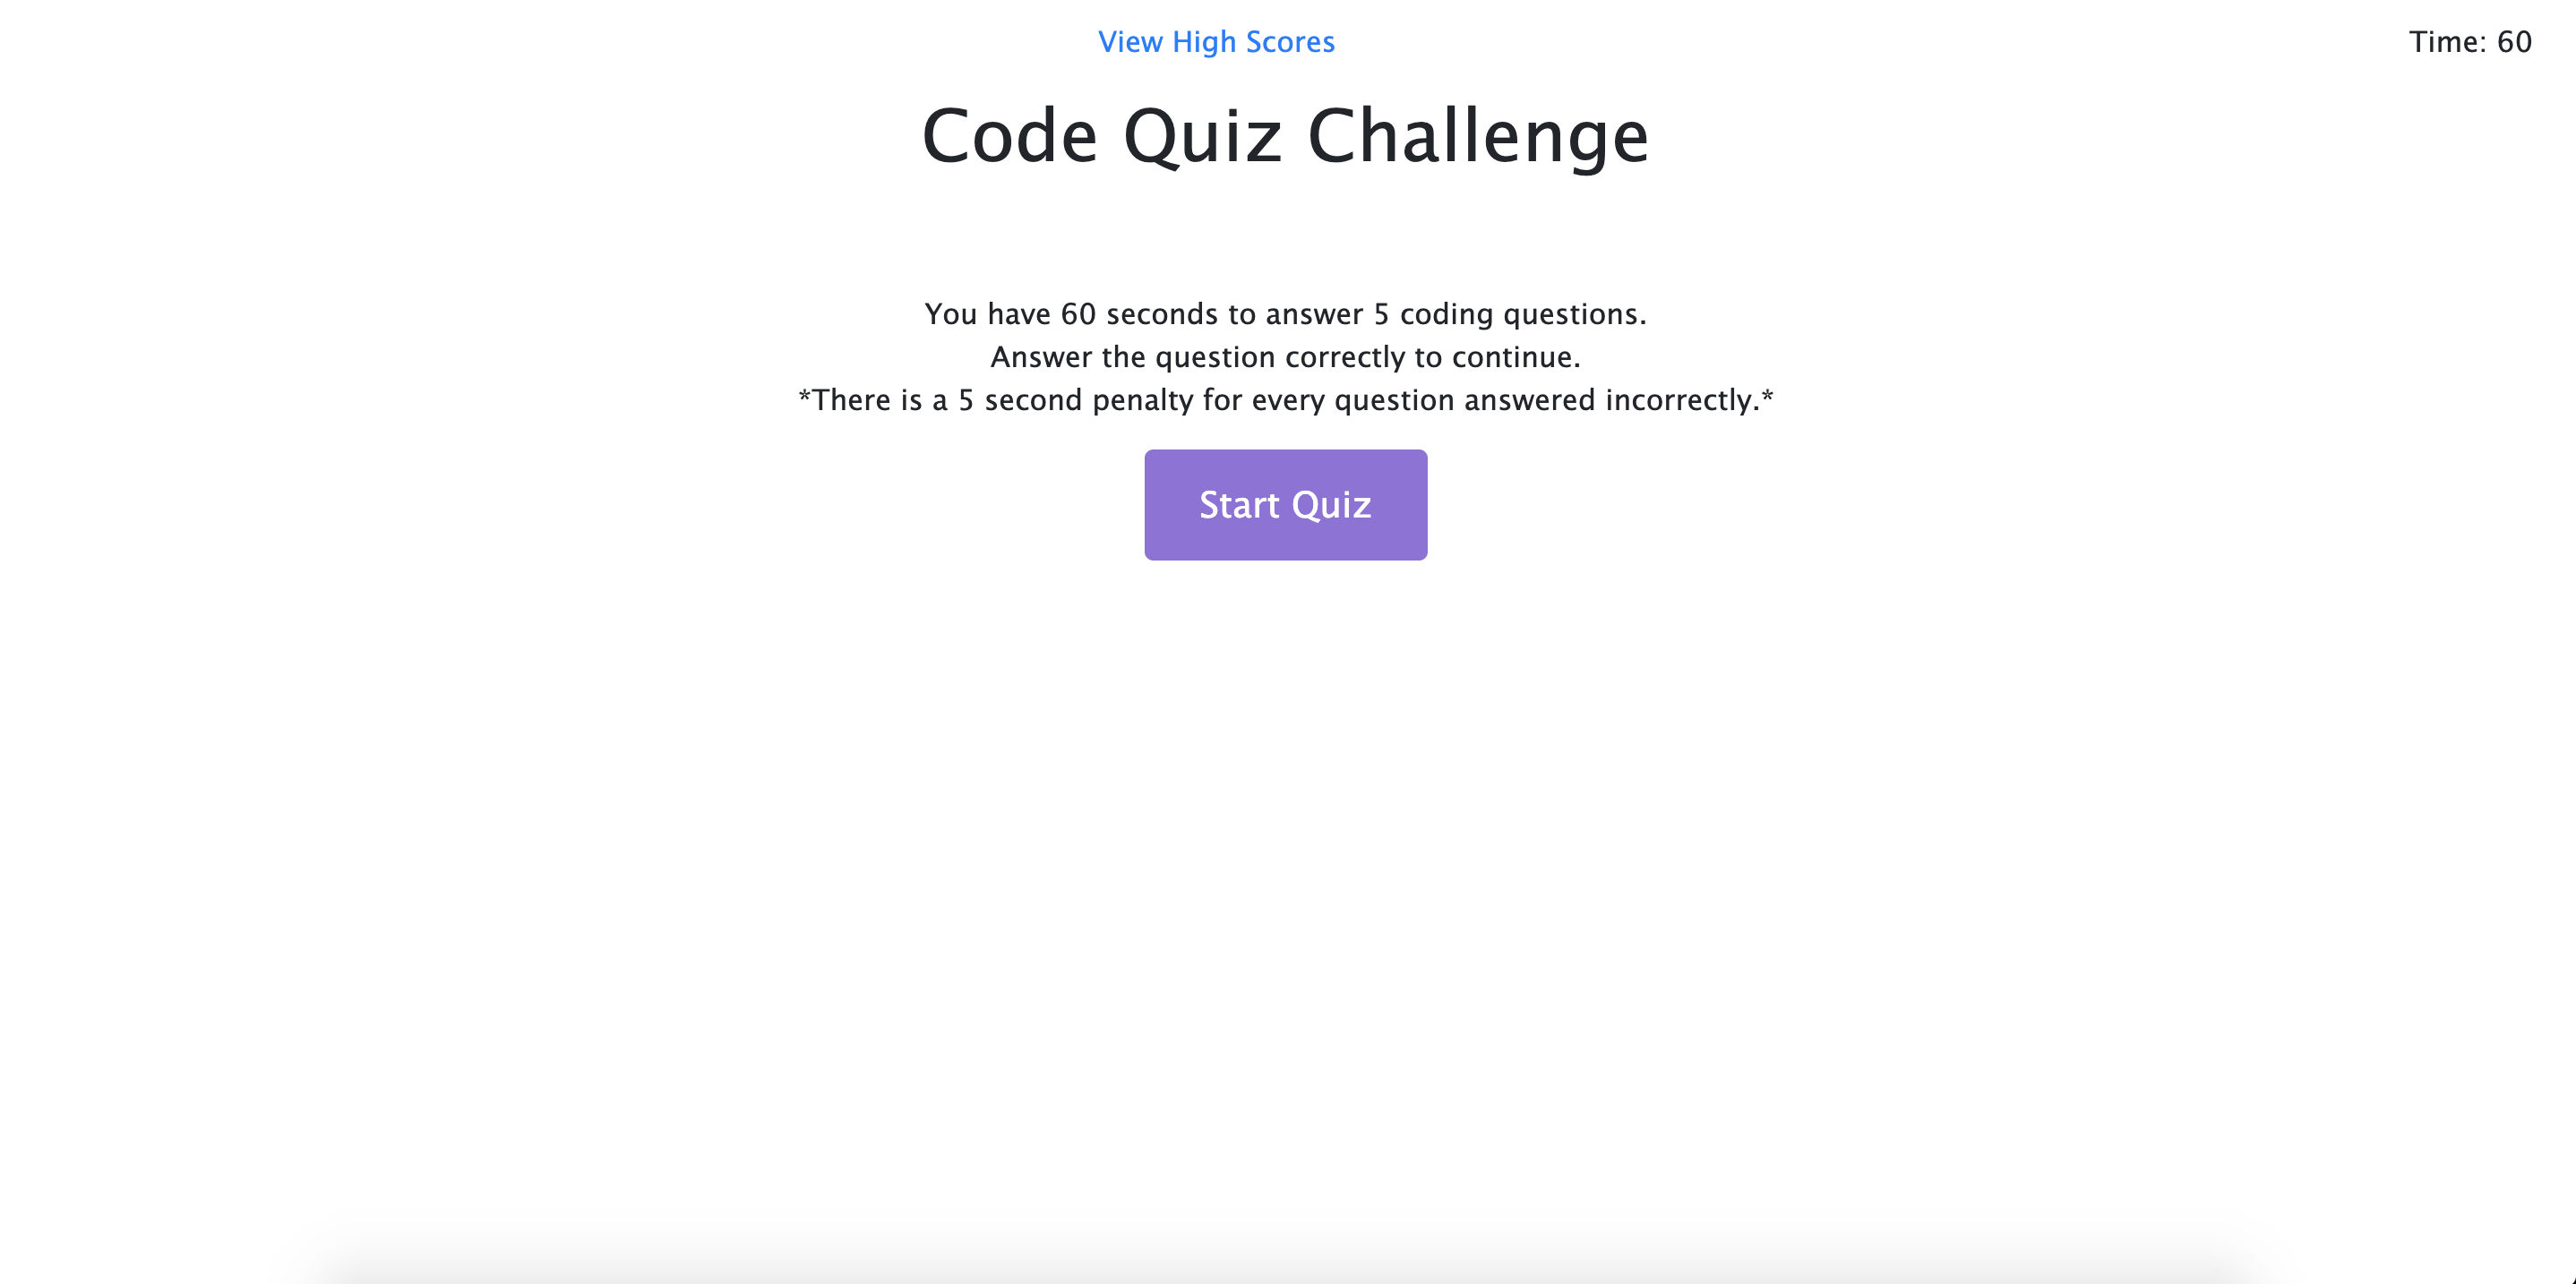 View High Scores
Time: 60
Code Quiz Challenge
You have 60 seconds to answer 5 coding questions.
Answer the question correctly to continue.
*There is a 5 second penalty for every question answered incorrectly.*
Start Quiz